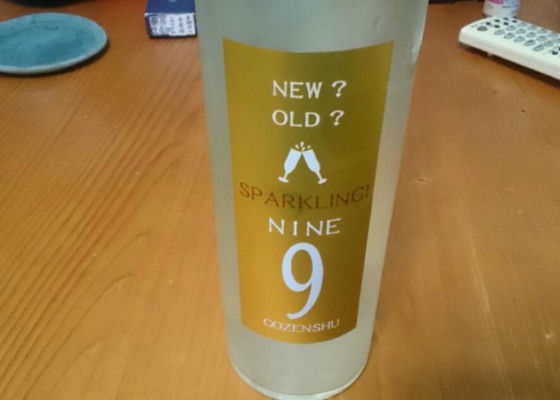 NEW ?
OLD ?
SPARKLING!
NINE
9
GOZENSHU